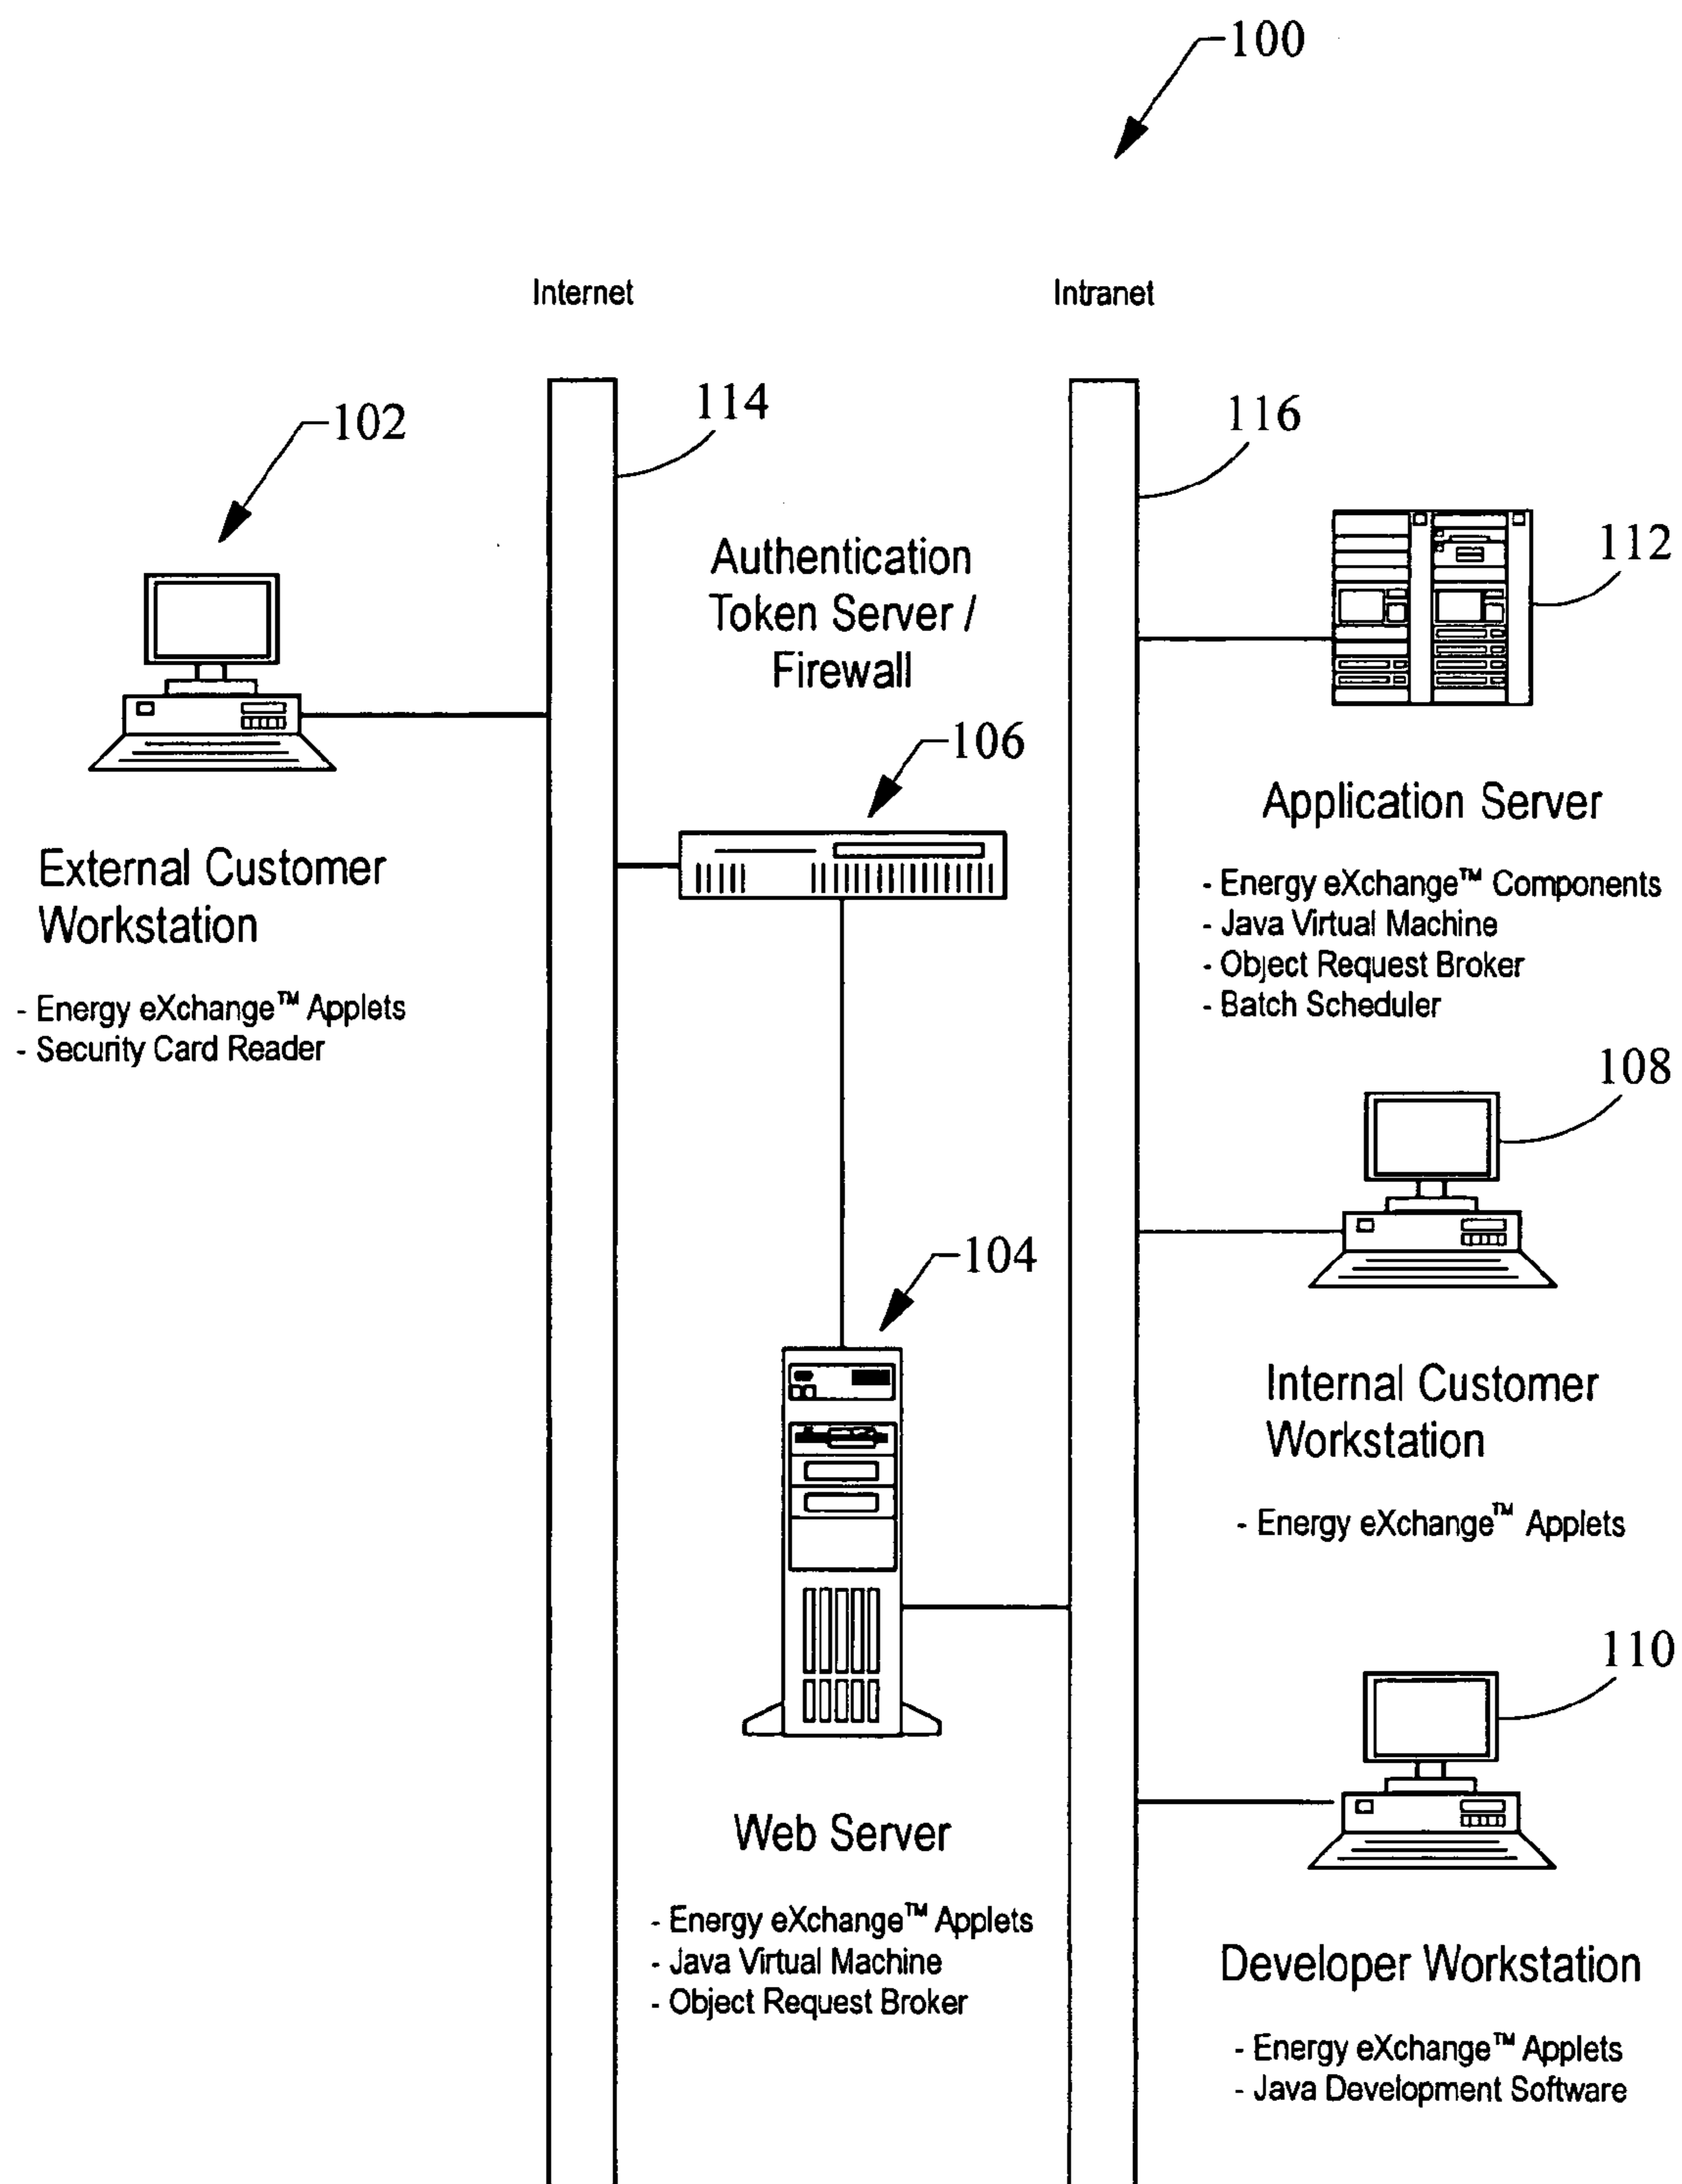 100
Internet
Intranet
102
114
116
Authentication
Token Server /
Firewall
112
106
External Customer
Workstation
- Energy eXchange™ Applets
- Security Card Reader
Application Server
- Energy eXchange™ Components
- Java Virtual Machine
- Object Request Broker
- Batch Scheduler
108
104
Internal Customer
Workstation
- Energy eXchange™ Applets
110
Web Server
- Energy eXchange™ Applets
- Java Virtual Machine
- Object Request Broker
Developer Workstation
- Energy eXchange™ Applets
- Java Development Software